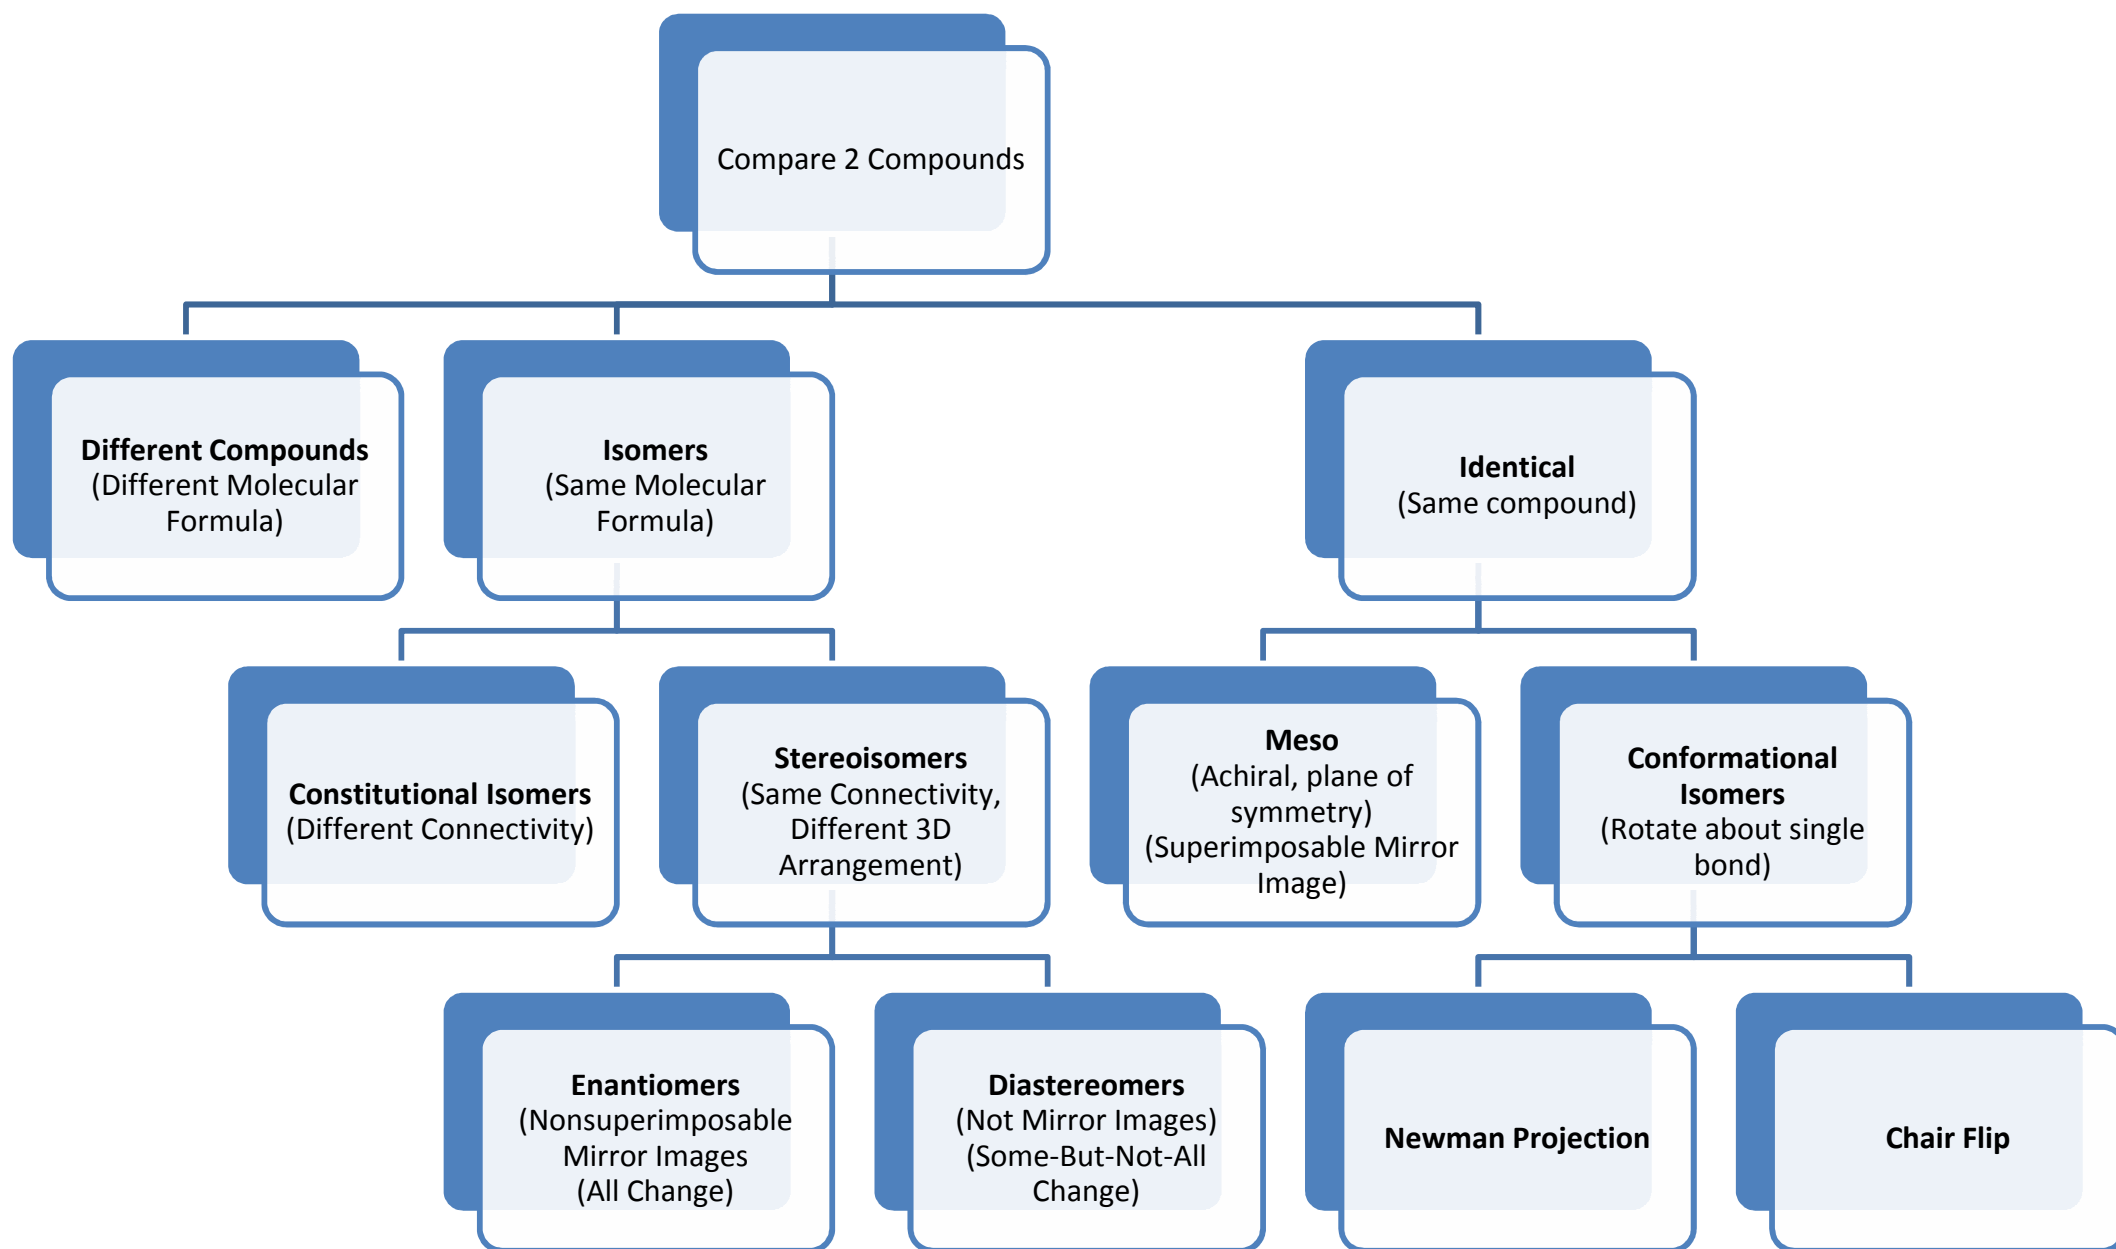 Compare 2 Compounds
Different Compounds
(Different Molecular
Formula)
Isomers
(Same Molecular
Formula)
Identical
(Same compound)
Constitutional Isomers
(Different Connectivity)
Stereoisomers
(Same Connectivity,
Different 3D
Arrangement)
Meso
(Achiral, plane of
symmetry)
(Superimposable Mirror
Image)
Conformational
Isomers
(Rotate about single
bond)
Enantiomers
(Nonsuperimposable
Mirror Images
(All Change)
Diastereomers
(Not Mirror Images)
(Some-But-Not-All
Change)
Newman Projection
Chair Flip